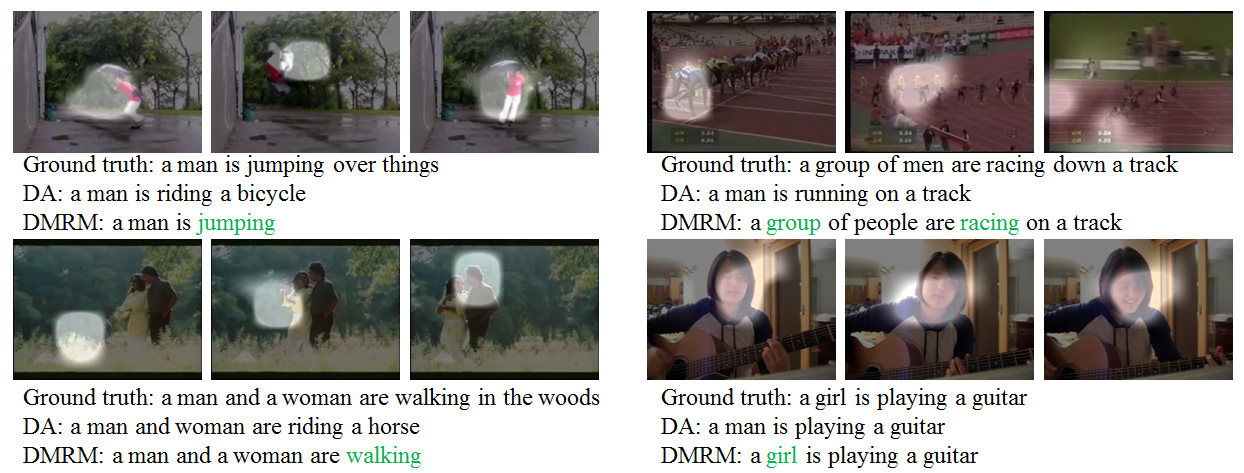 Ground truth: a man is jumping over things
DA: a man is riding a bicycle
DMRM: a man is jumping
Ground truth: a group of men are racing down a track
DA: a man is running on a track
DMRM: a group of people are racing on a track
Ground truth: a man and a woman are walking in the woods
DA: a man and woman are riding a horse
DMRM: a man and a woman are walking
Ground truth: a girl is playing a guitar
DA: a man is playing a guitar
DMRM: a girl is playing a guitar